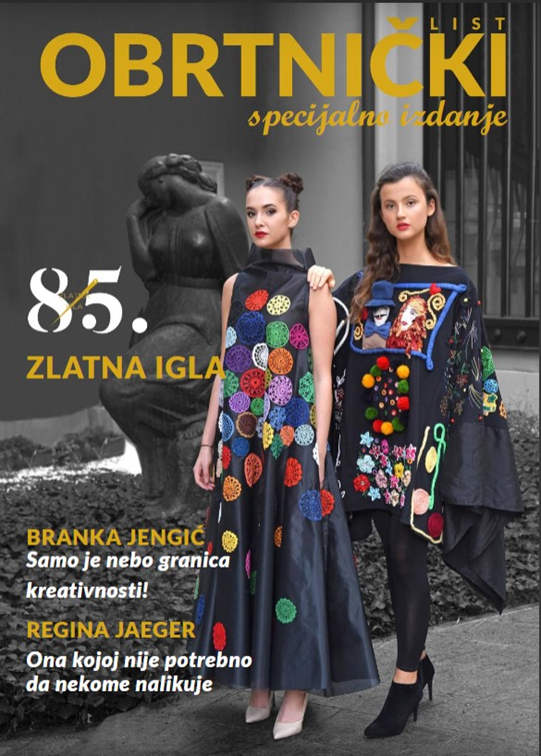 LIST
OBRTNIČKI
specijalno izdanje
85.
ZLATNA IGLA
BRANKA JENGIĆ
Samo je nebo granica
kreativnosti!
REGINA JAEGER
Ona kojoj nije potrebno
da nekome nalikuje